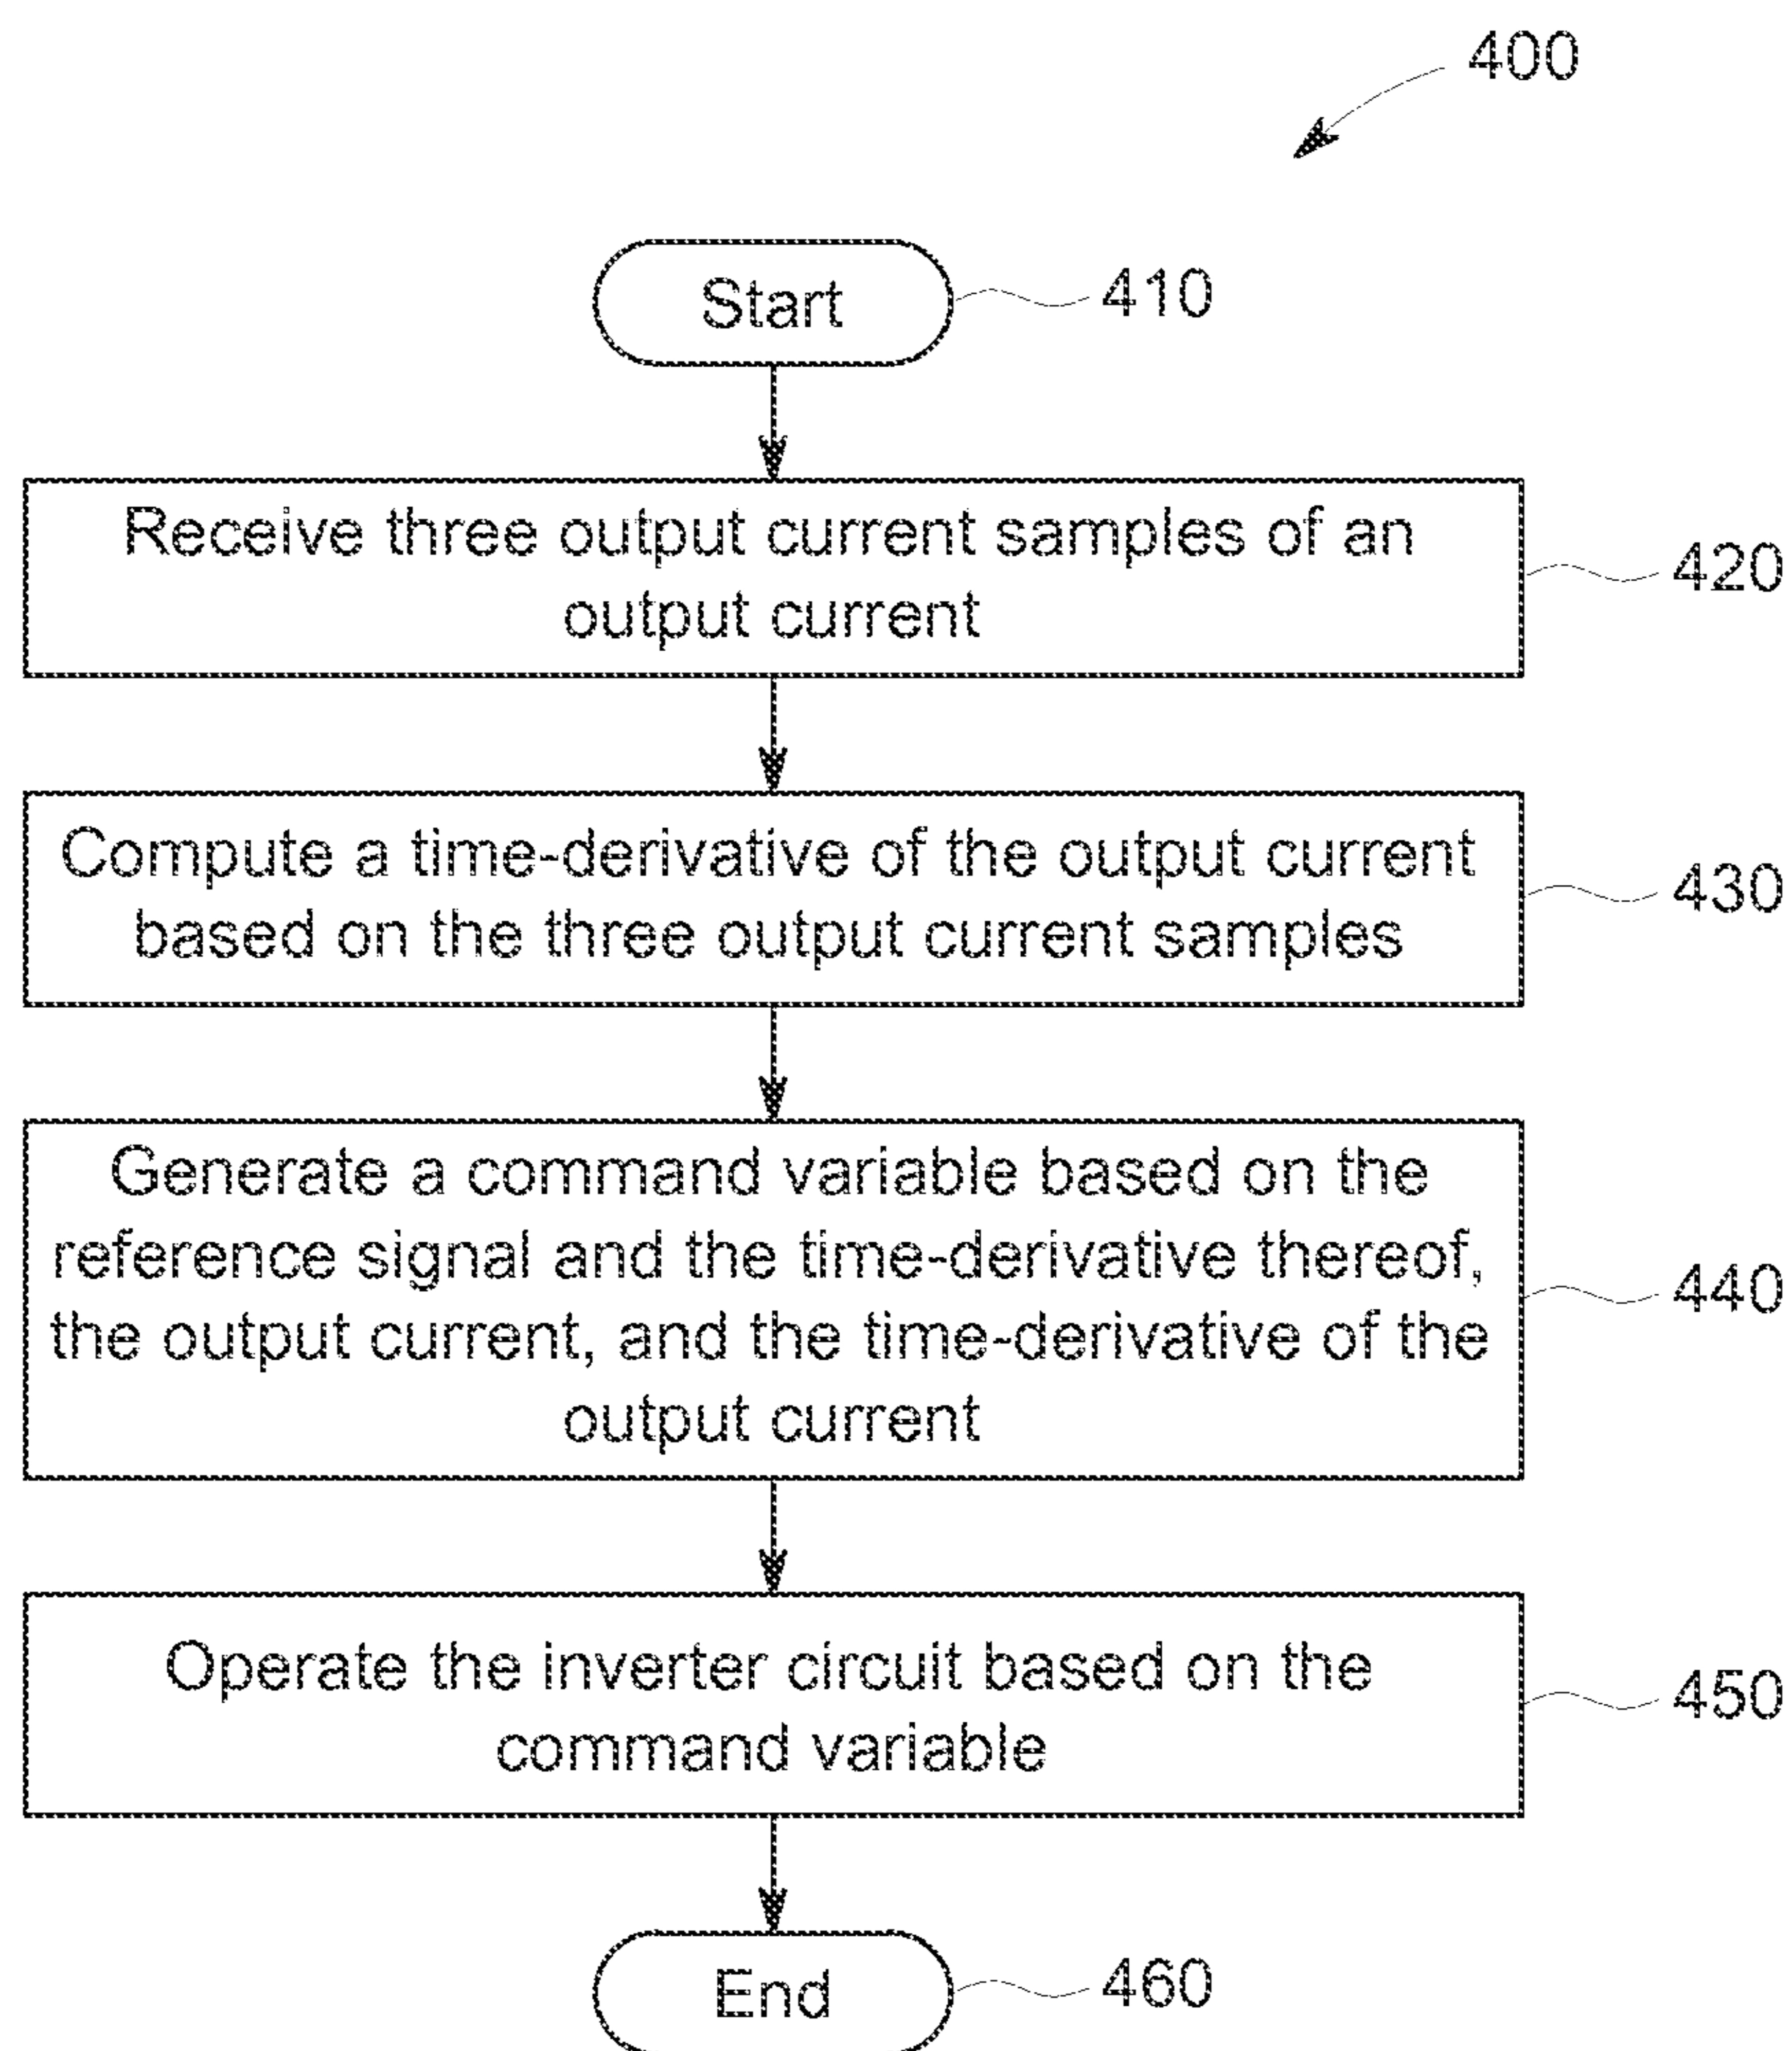 400
Start
410
Receive three output current samples of an
output current
420
Compute a time-derivative of the output current
based on the three output current samples
430
Generate a command variable based on the
reference signal and the time-derivative thereof,
the output current, and the time-derivative of the
output current
440
Operate the inverter circuit based on the
command variable
450
End
460